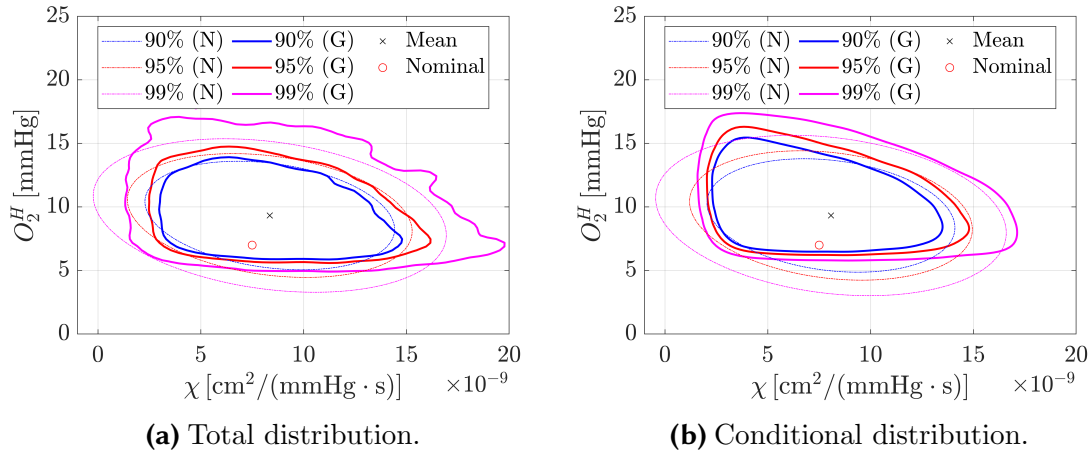 25
20
15
10
5
0
O₂ᴴ [mmHg]
90% (N) 90% (G) Mean
95% (N) 95% (G) Nominal
99% (N) 99% (G)
0 5 10 15 20
χ [cm²/(mmHg · s)] ×10⁻⁹
(a) Total distribution.
25
20
15
10
5
0
O₂ᴴ [mmHg]
90% (N) 90% (G) Mean
95% (N) 95% (G) Nominal
99% (N) 99% (G)
0 5 10 15 20
χ [cm²/(mmHg · s)] ×10⁻⁹
(b) Conditional distribution.